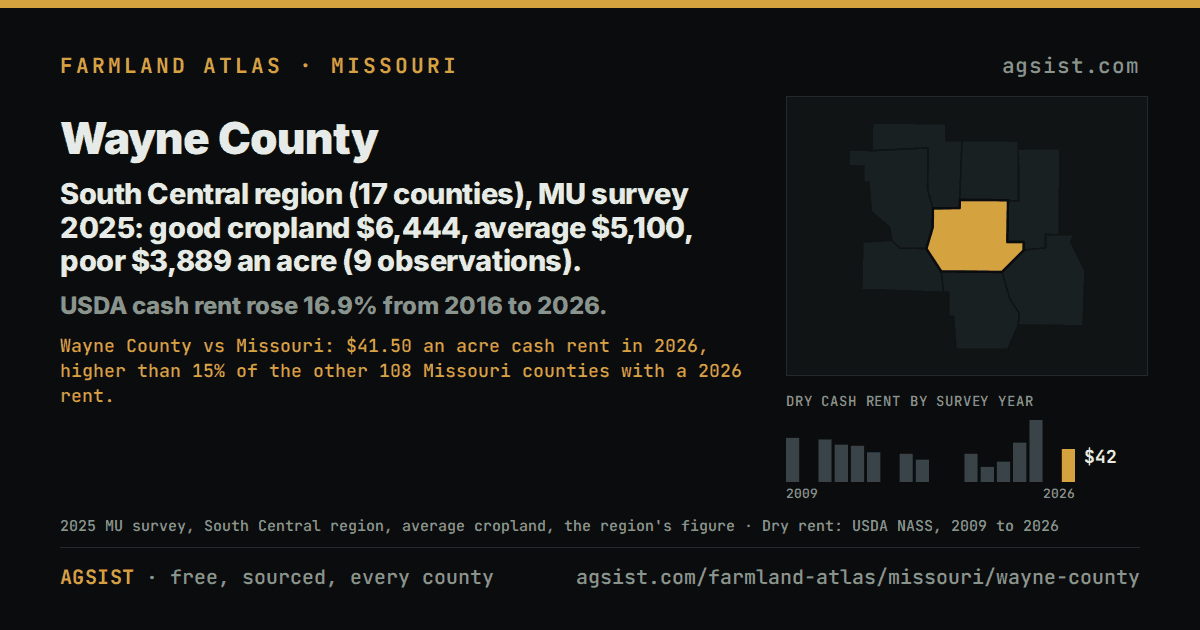 FARMLAND ATLAS · MISSOURI
agsist.com
Wayne County
South Central region (17 counties), MU survey
2025: good cropland $6,444, average $5,100,
poor $3,889 an acre (9 observations).
USDA cash rent rose 16.9% from 2016 to 2026.
Wayne County vs Missouri: $41.50 an acre cash rent in 2026,
higher than 15% of the other 108 Missouri counties with a 2026
rent.
DRY CASH RENT BY SURVEY YEAR
$42
2009 2026
2025 MU survey, South Central region, average cropland, the region's figure · Dry rent: USDA NASS, 2009 to 2026
AGSIST · free, sourced, every county
agsist.com/farmland-atlas/missouri/wayne-county